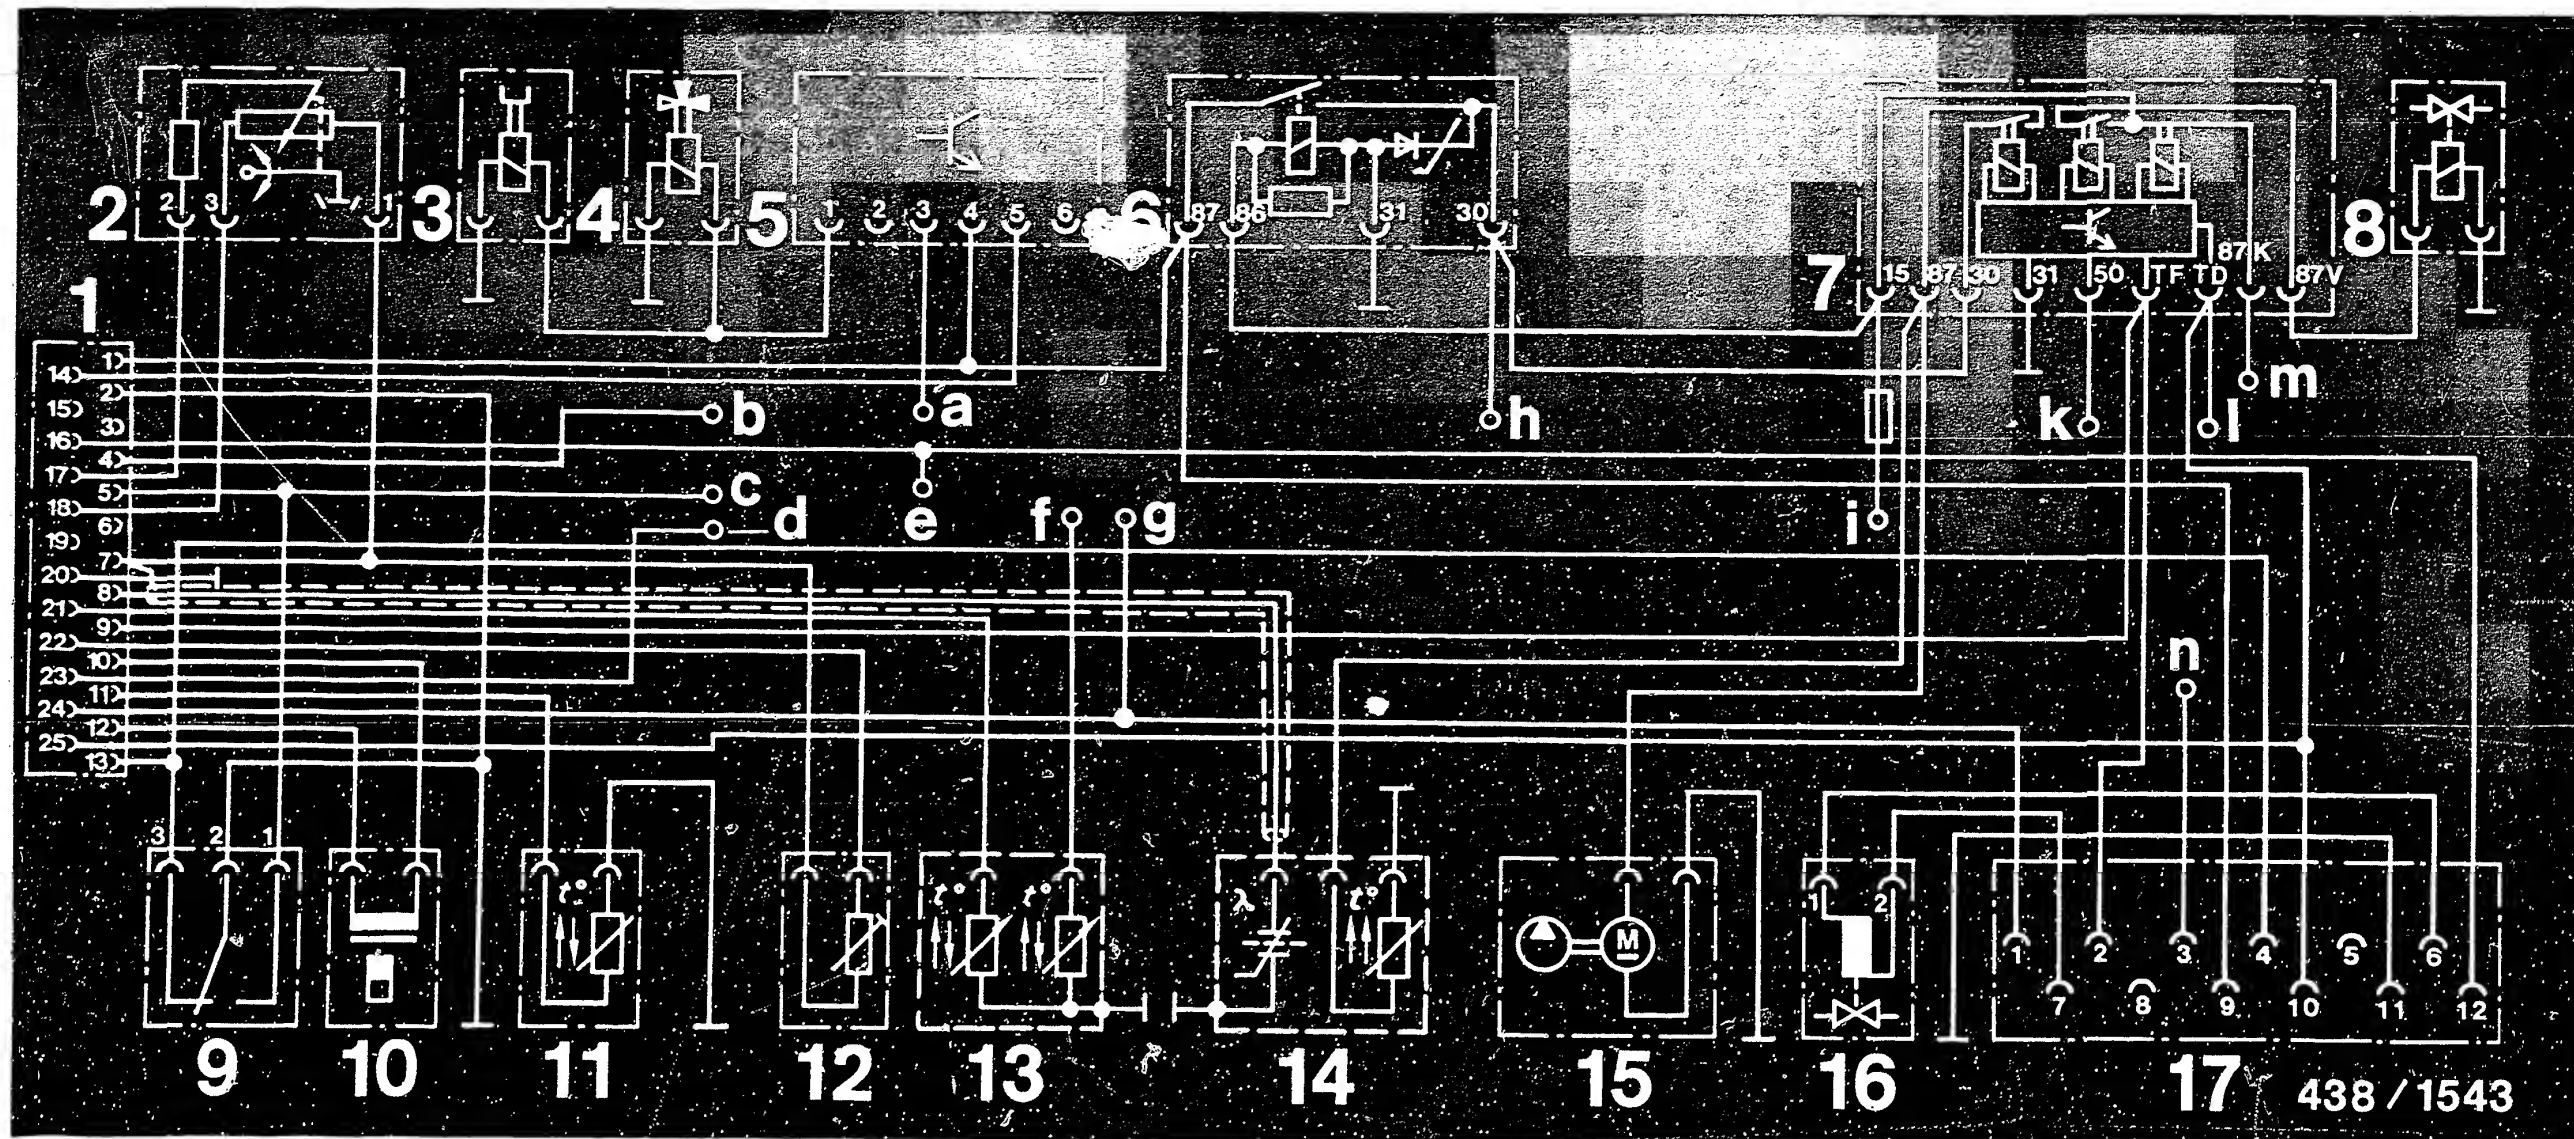 2 2 3 1
3
4
5 1 2 3 4 5 6
6 87 86 31 30
7 15 87 30 31 50 TF TD 87K 87V
8
1
1
14
2
15
3
16
4
17
5
18
6
19
7
20
8
21
9
22
10
23
11
24
12
25
13
b
a
h
k
l
m
c
d
e
f
g
i
n
3 2 1
t°
t° t°
λ
t°
M
1 2
1 2 3 4 5 6
7 8 9 10 11 12
9 10 11 12 13 14 15 16 17
438/1543